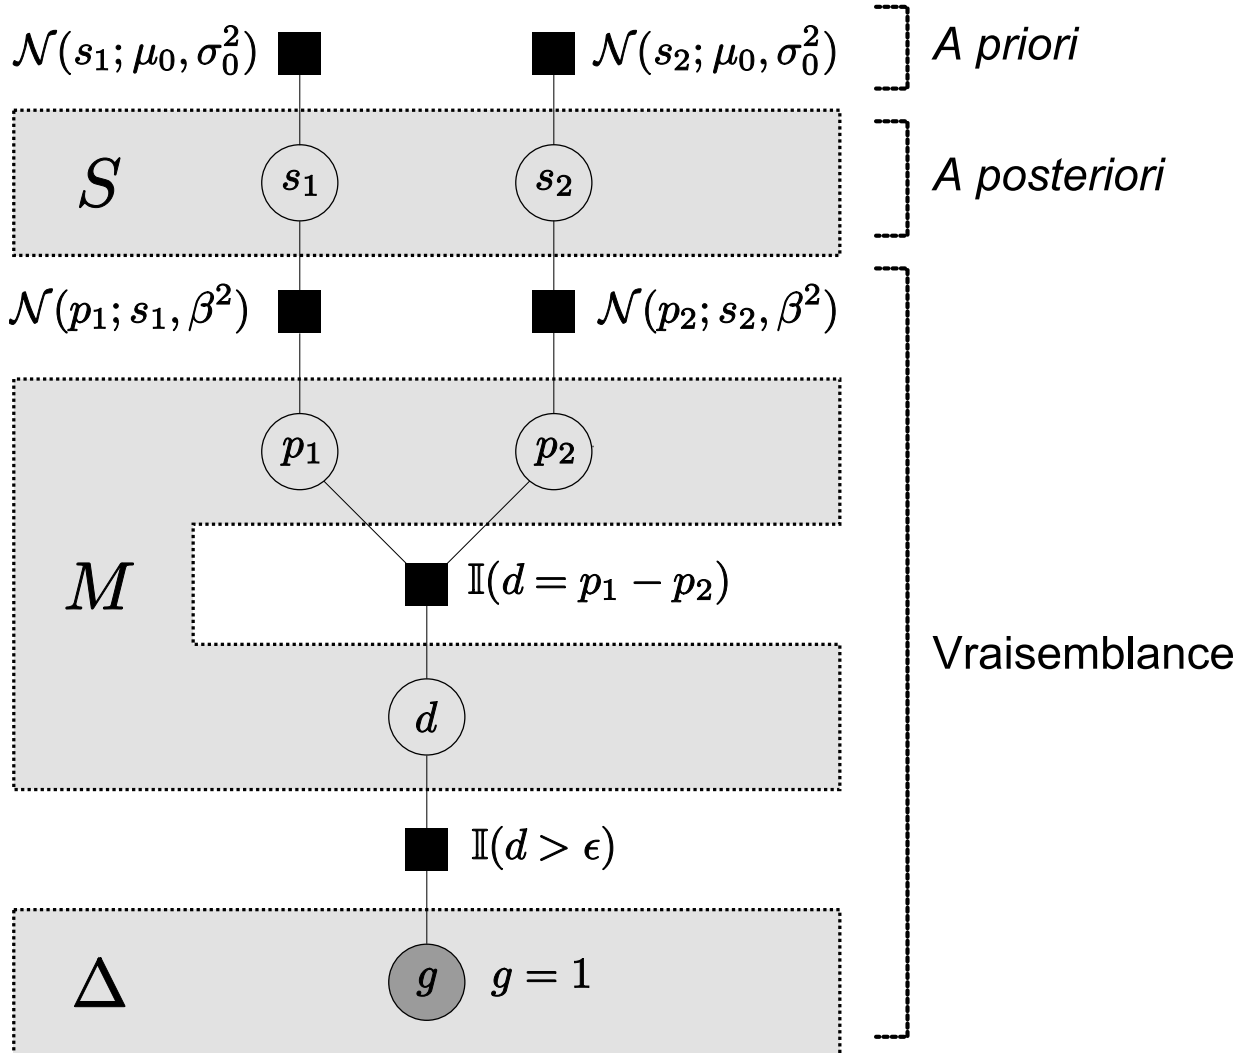 𝒩(s₁; μ₀, σ₀²) 𝒩(s₂; μ₀, σ₀²) A priori
S s₁ s₂ A posteriori
𝒩(p₁; s₁, β²) 𝒩(p₂; s₂, β²)
p₁ p₂
M 𝕀(d = p₁ − p₂)
Vraisemblance
d
𝕀(d > ϵ)
Δ g g = 1